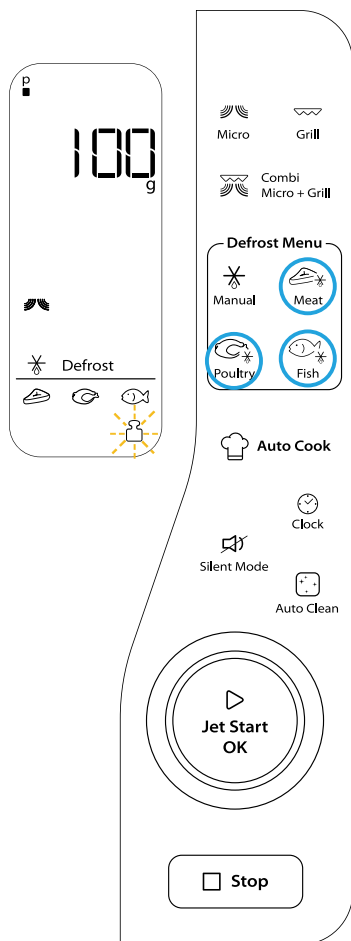 p
100
g
Defrost
Micro
Grill
Combi
Micro + Grill
Defrost Menu
Manual
Meat
Poultry
Fish
Auto Cook
Clock
Silent Mode
Auto Clean
Jet Start
OK
Stop